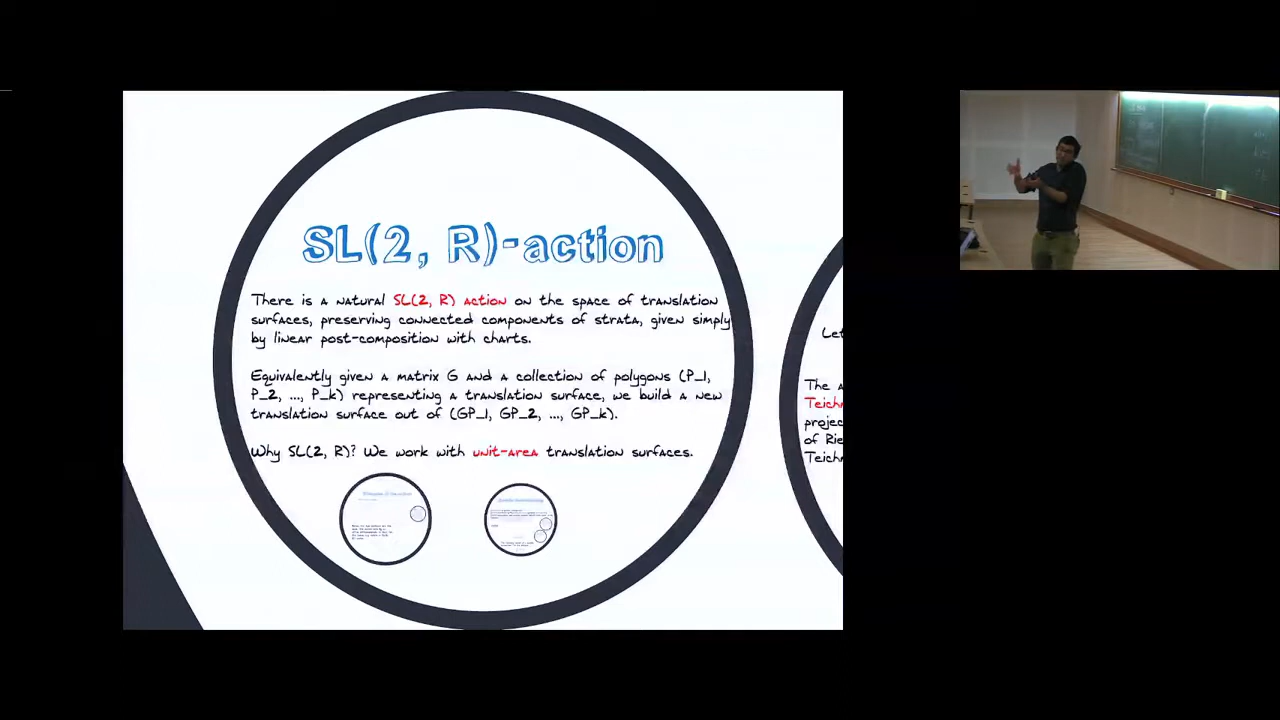 SL(2, R)-action
There is a natural SL(2, R) action on the space of translation
surfaces, preserving connected components of strata, given simply
by linear post-composition with charts.
Equivalently given a matrix G and a collection of polygons (P_1,
P_2, ..., P_k) representing a translation surface, we build a new
translation surface out of (GP_1, GP_2, ..., GP_k).
Why SL(2, R)? We work with unit-area translation surfaces.
Let
The a
Teich
projec
of Rie
Teich